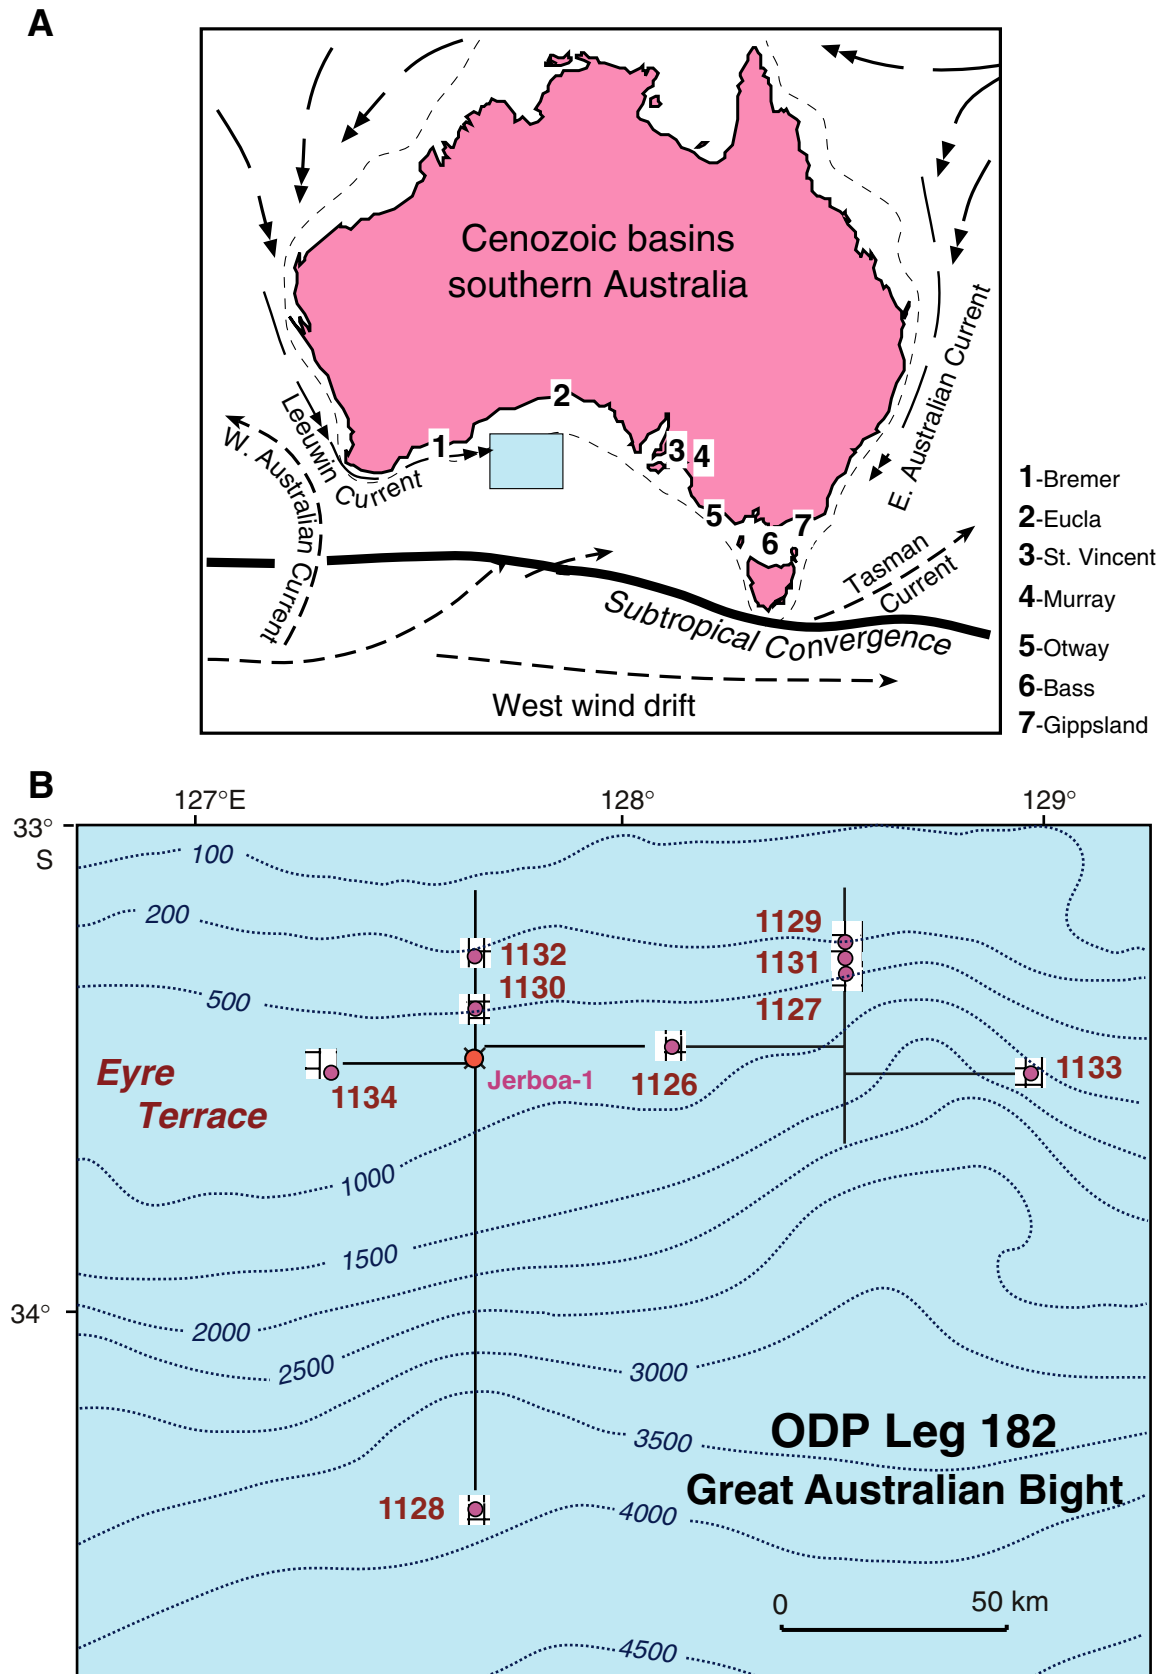 A
Cenozoic basins
southern Australia
1
2
3
4
5
6
7
Leeuwin
Current
W. Australian Current
E. Australian Current
Tasman
Current
Subtropical Convergence
West wind drift
1-Bremer
2-Eucla
3-St. Vincent
4-Murray
5-Otway
6-Bass
7-Gippsland
B
127°E
128°
129°
33°
S
100
200
1129
1132
1131
1130
500
1127
Eyre
Terrace
1134
Jerboa-1
1126
1133
1000
1500
34°
2000
2500
3000
ODP Leg 182
3500
Great Australian Bight
1128
4000
0
50 km
4500